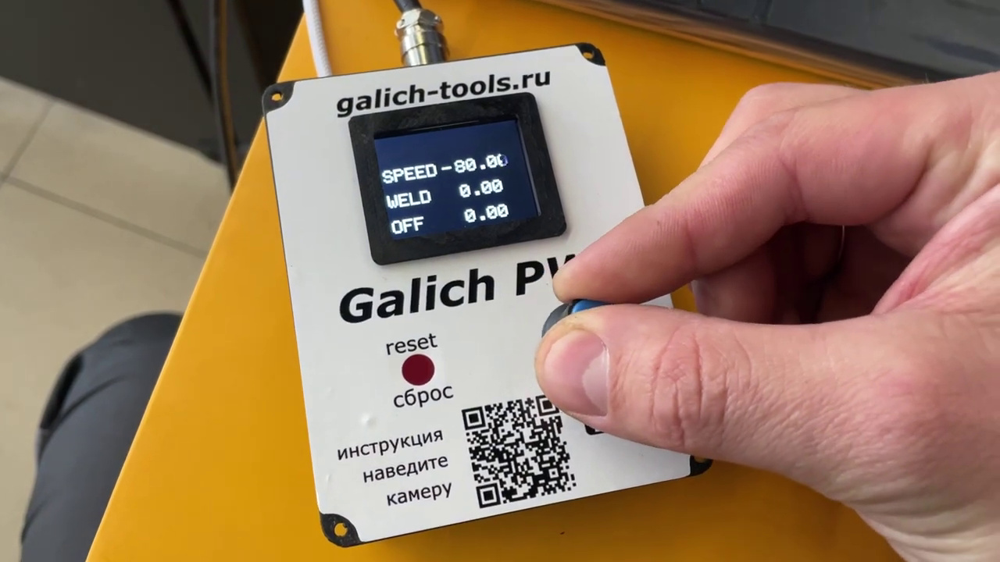 galich-tools.ru
SPEED -80.00
WELD 0.00
OFF 0.00
Galich
reset
сброс
инструкция
наведите
камеру